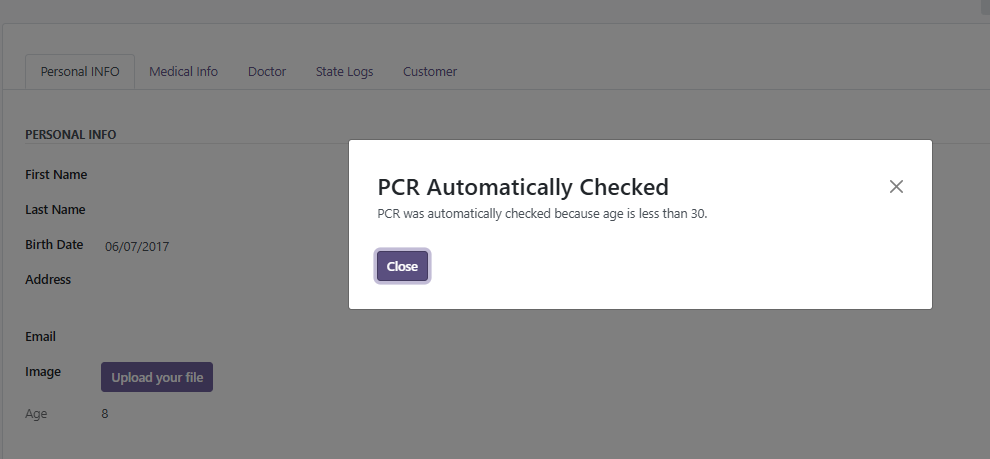 Personal INFO Medical Info Doctor State Logs Customer
PERSONAL INFO
First Name
Last Name
Birth Date 06/07/2017
Address
Email
Image Upload your file
Age 8
PCR Automatically Checked
PCR was automatically checked because age is less than 30.
Close